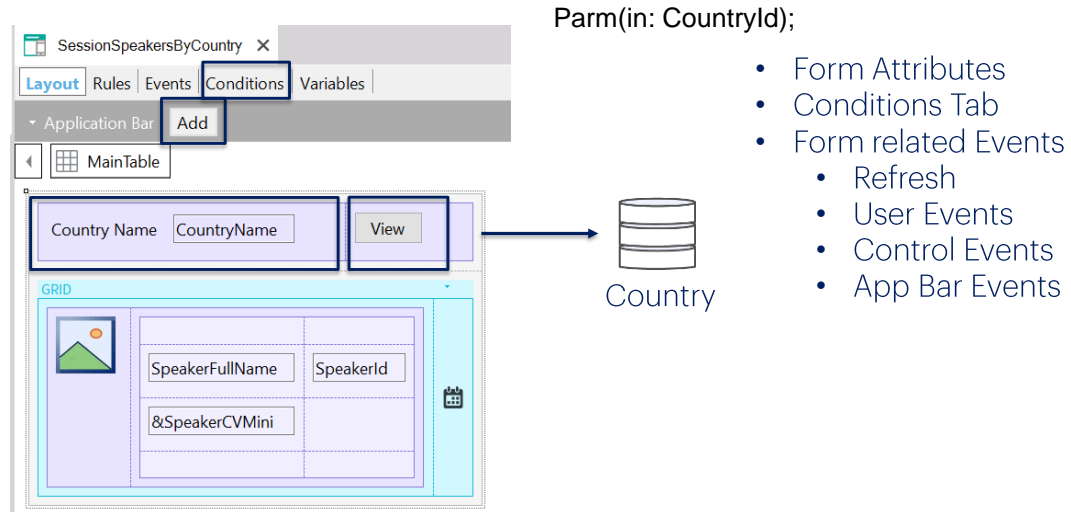 Parm(in: CountryId);
SessionSpeakersByCountry
Layout Rules Events Conditions Variables
Application Bar Add
MainTable
Country Name CountryName View
GRID
SpeakerFullName SpeakerId
&SpeakerCVMini
Country
• Form Attributes
• Conditions Tab
• Form related Events
• Refresh
• User Events
• Control Events
• App Bar Events